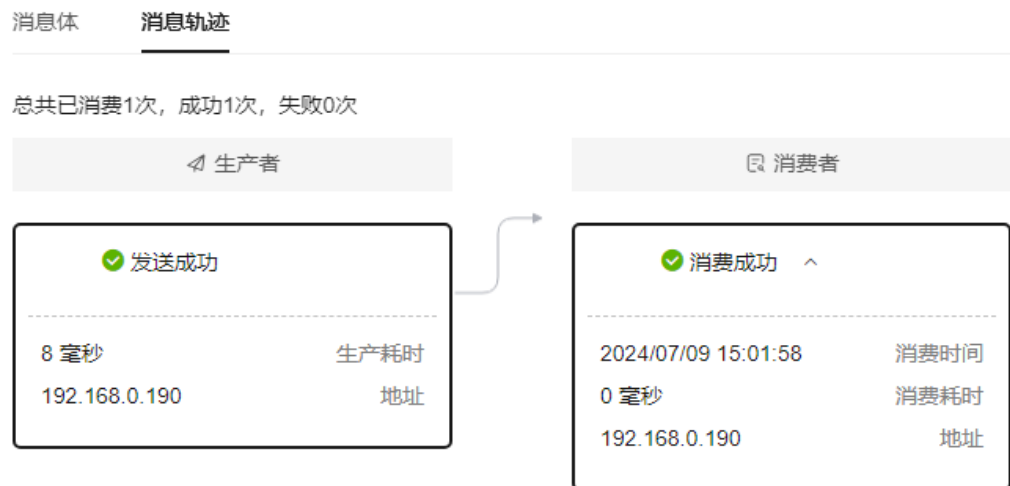 消息体 消息轨迹
总共已消费1次，成功1次，失败0次
生产者 消费者
发送成功
8 毫秒 生产耗时
192.168.0.190 地址
消费成功
2024/07/09 15:01:58 消费时间
0 毫秒 消费耗时
192.168.0.190 地址